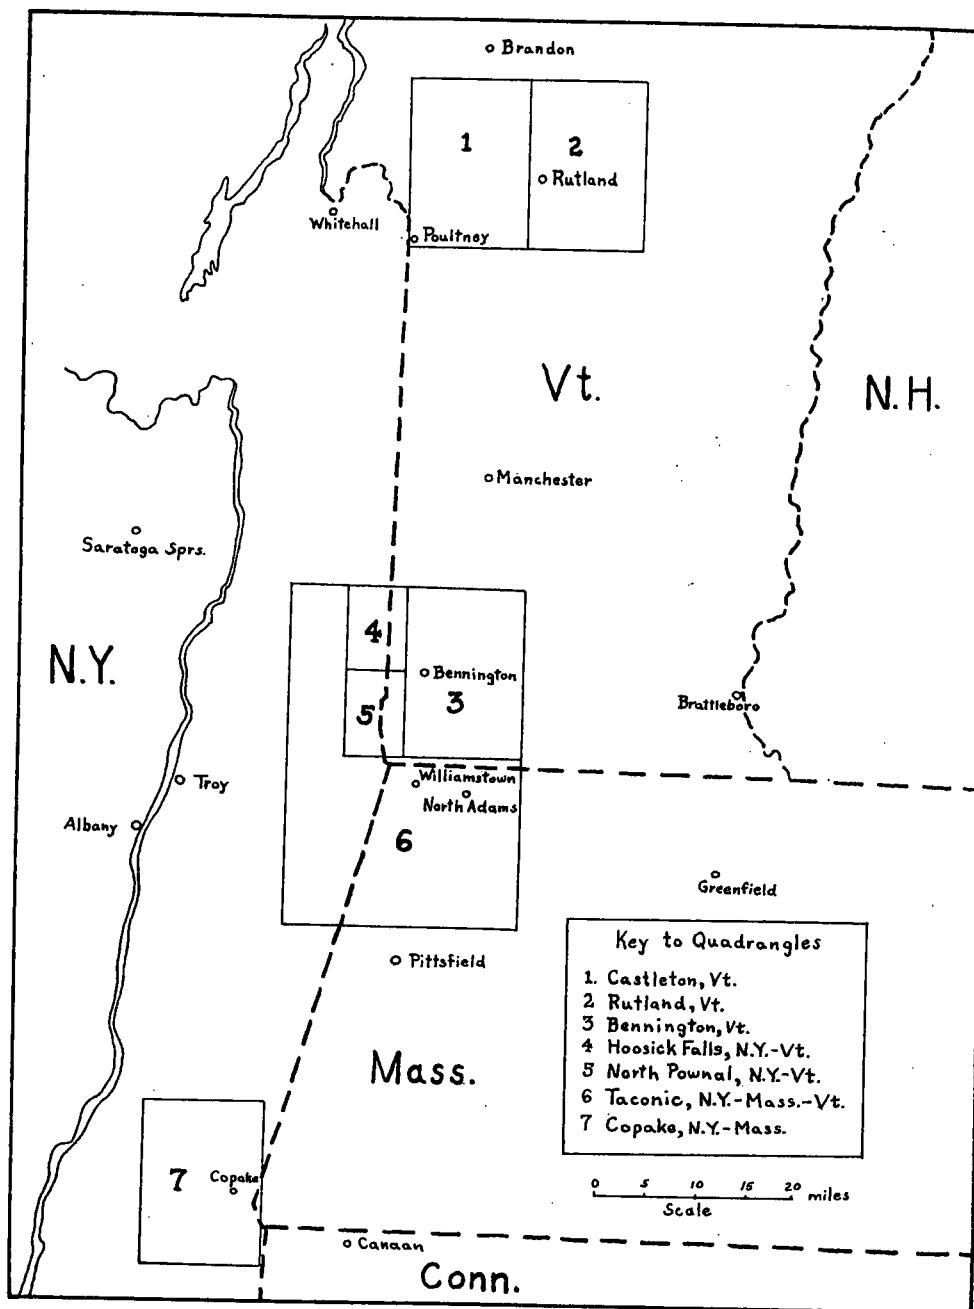 Brandon
1
2
Rutland
Whitehall
Poultney
Vt.
N.H.
Manchester
Saratoga Sprs.
N.Y.
4
Bennington
5
3
Brattleboro
Williamstown
North Adams
Troy
Albany
6
Greenfield
Pittsfield
Key to Quadrangles
1. Castleton, Vt.
2 Rutland, Vt.
3 Bennington, Vt.
4 Hoosick Falls, N.Y.-Vt.
5 North Pownal, N.Y.-Vt.
6 Taconic, N.Y.-Mass.-Vt.
7 Copake, N.Y.-Mass.
Mass.
7
Copake
0 5 10 15 20 miles
Scale
Canaan
Conn.